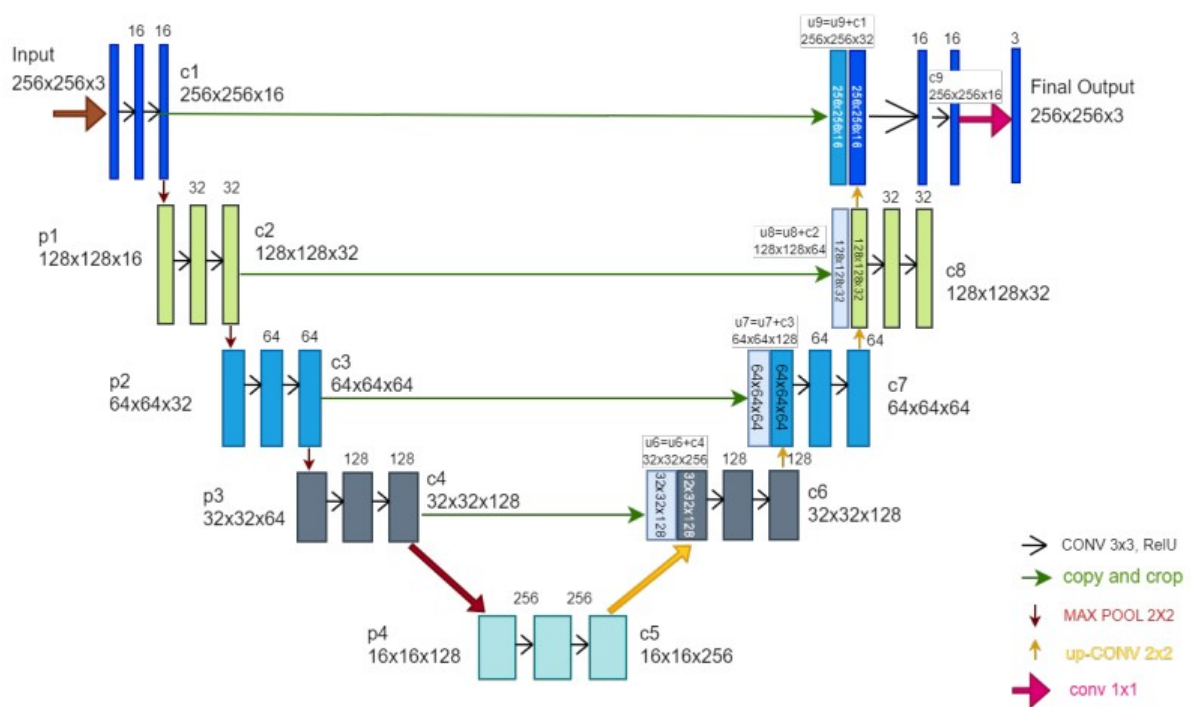 Input
256x256x3
16
16
c1
256x256x16
u9=u9+c1
256x256x32
256x256x16
256x256x16
16
16
c9
256x256x16
3
Final Output
256x256x3
p1
128x128x16
32
32
c2
128x128x32
u8=u8+c2
128x128x64
128x128x32
128x128x32
32
32
c8
128x128x32
p2
64x64x32
64
64
c3
64x64x64
u7=u7+c3
64x64x128
64x64x64
64x64x64
64
64
c7
64x64x64
p3
32x32x64
128
128
c4
32x32x128
u6=u6+c4
32x32x256
32x32x128
32x32x128
128
128
c6
32x32x128
p4
16x16x128
256
256
c5
16x16x256
CONV 3x3, RelU
copy and crop
MAX POOL 2X2
up-CONV 2x2
conv 1x1